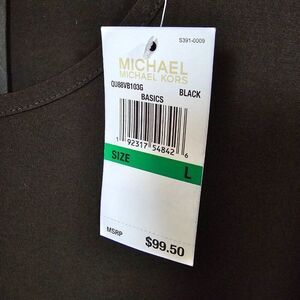 S391-0009
MICHAEL
MICHAEL KORS
QU88VB103G BLACK
BASICS
1 92317 54842 6
SIZE L
MSRP $99.50